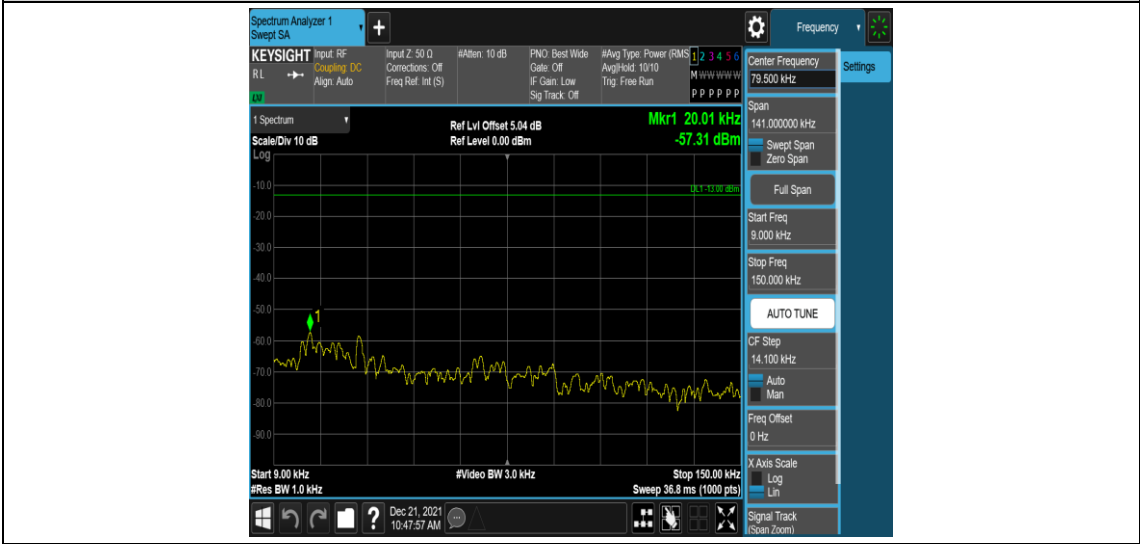 Spectrum Analyzer 1
Swept SA
+
Frequency
KEYSIGHT
RL
Input: RF
Coupling: DC
Align: Auto
Input Z: 50 Ω
Corrections: Off
Freq Ref: Int (S)
#Atten: 10 dB
PNO: Best Wide
Gate: Off
IF Gain: Low
Sig Track: Off
#Avg Type: Power (RMS
Avg|Hold: 10/10
Trig: Free Run
1 2 3 4 5 6
M W W W W W
P P P P P P
1 Spectrum
Scale/Div 10 dB
Log
Ref Lvl Offset 5.04 dB
Ref Level 0.00 dBm
Mkr1 20.01 kHz
-57.31 dBm
DL1 -13.00 dBm
-10.0
-20.0
-30.0
-40.0
-50.0
-60.0
-70.0
-80.0
-90.0
1
Start 9.00 kHz
#Res BW 1.0 kHz
#Video BW 3.0 kHz
Stop 150.00 kHz
Sweep 36.8 ms (1000 pts)
?
Dec 21, 2021
10:47:57 AM
Center Frequency
79.500 kHz
Span
141.000000 kHz
Swept Span
Zero Span
Full Span
Start Freq
9.000 kHz
Stop Freq
150.000 kHz
AUTO TUNE
CF Step
14.100 kHz
Auto
Man
Freq Offset
0 Hz
X Axis Scale
Log
Lin
Signal Track
(Span Zoom)
Settings